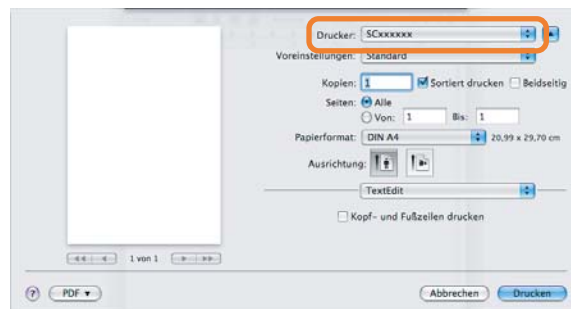 Drucker: SCxxxxxx
Voreinstellungen: Standard
Kopien: 1 Sortiert drucken Beidseitig
Seiten: Alle
Von: 1 Bis: 1
Papierformat: DIN A4 20,99 x 29,70 cm
Ausrichtung:
TextEdit
Kopf- und Fußzeilen drucken
1 von 1
? PDF Abbrechen Drucken